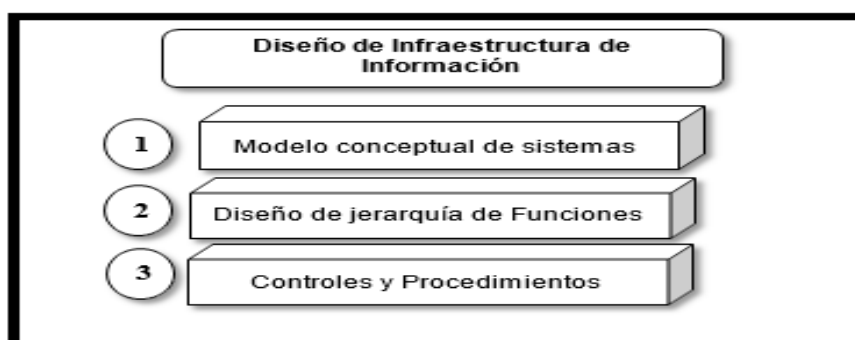 Diseño de Infraestructura de
Información
1
Modelo conceptual de sistemas
2
Diseño de jerarquía de Funciones
3
Controles y Procedimientos